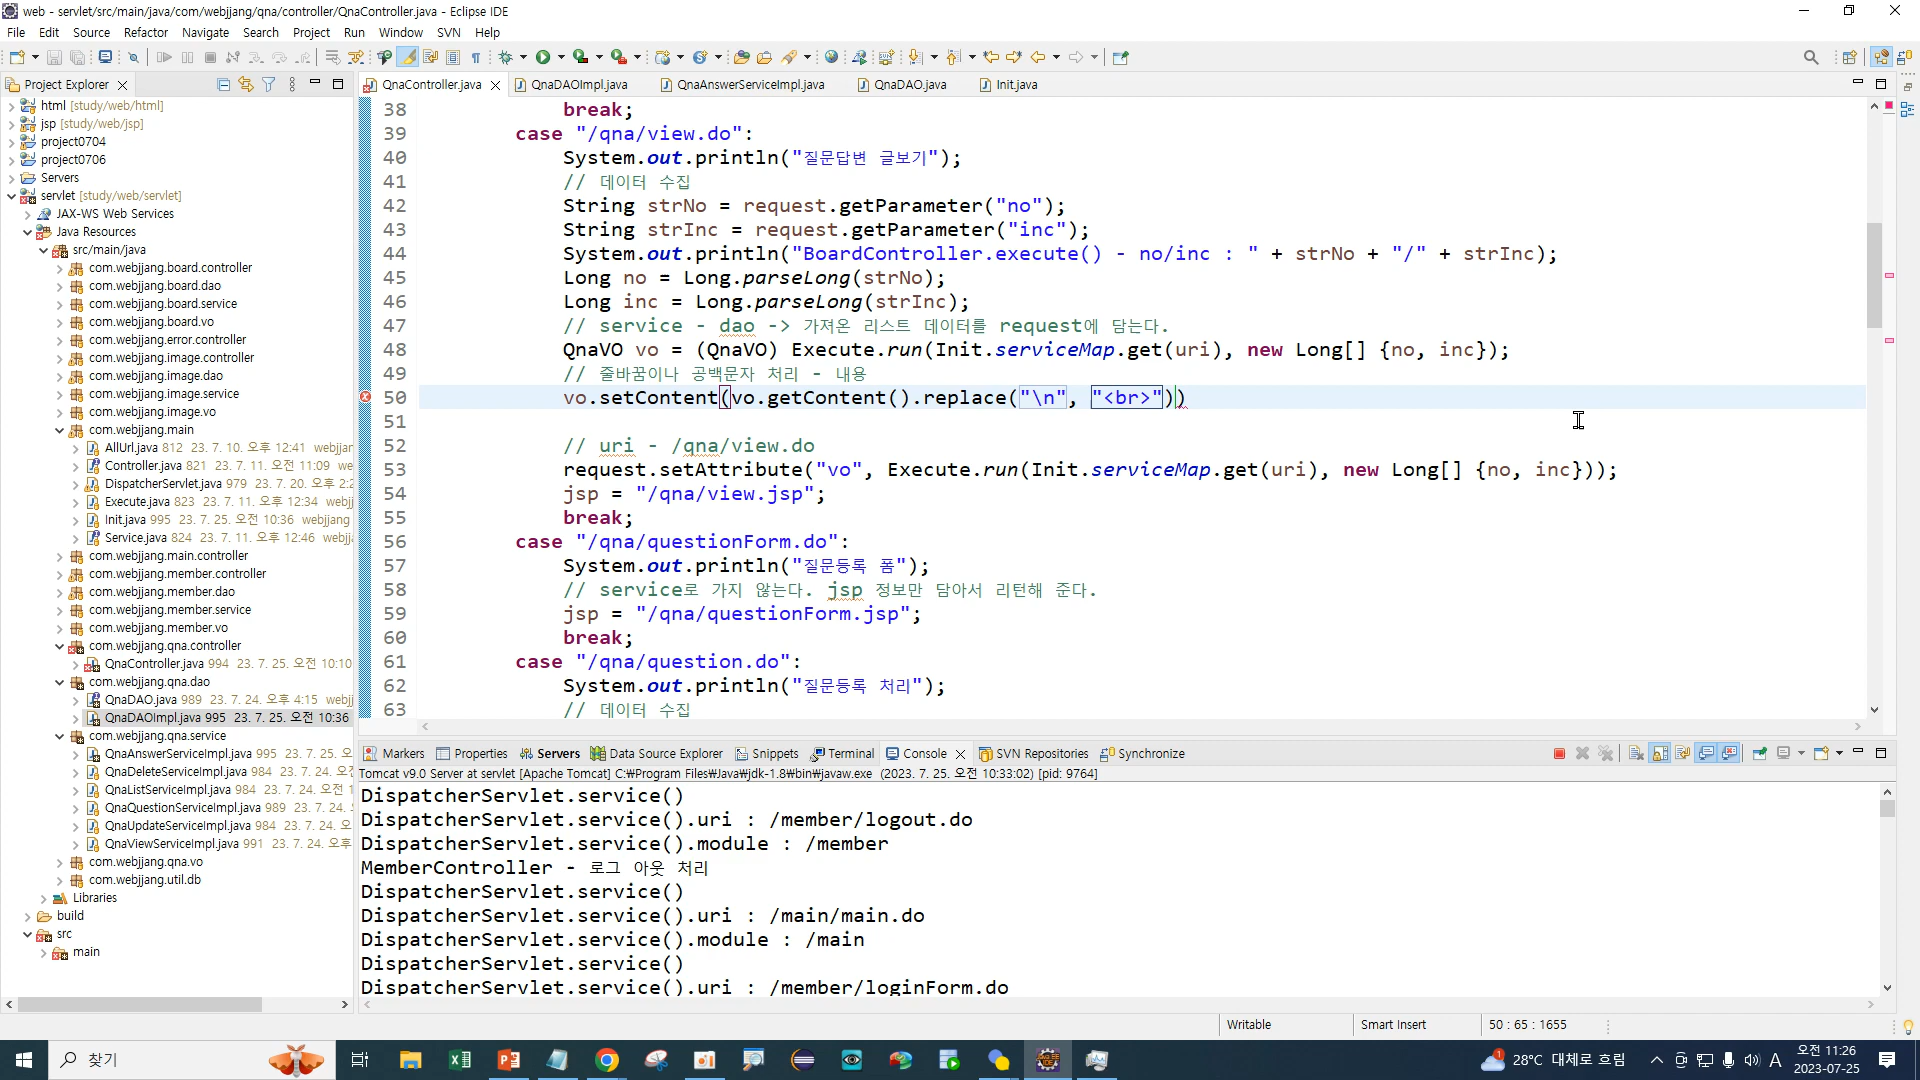 web - servlet/src/main/java/com/webjjang/qna/controller/QnaController.java - Eclipse IDE
File Edit Source Refactor Navigate Search Project Run Window SVN Help
Project Explorer
QnaController.java QnaDAOImpl.java QnaAnswerServiceImpl.java QnaDAO.java Init.java
html [study/web/html]
jsp [study/web/jsp]
project0704
project0706
Servers
servlet [study/web/servlet]
JAX-WS Web Services
Java Resources
src/main/java
com.webjjang.board.controller
com.webjjang.board.dao
com.webjjang.board.service
com.webjjang.board.vo
com.webjjang.error.controller
com.webjjang.image.controller
com.webjjang.image.dao
com.webjjang.image.service
com.webjjang.image.vo
com.webjjang.main
AllUrl.java 812 23. 7. 10. 오후 12:41 webjjar
Controller.java 821 23. 7. 11. 오전 11:09 we
DispatcherServlet.java 979 23. 7. 20. 오후 2:2
Execute.java 823 23. 7. 11. 오후 12:34 webjj
Init.java 995 23. 7. 25. 오전 10:36 webjjang
Service.java 824 23. 7. 11. 오후 12:46 webjj
com.webjjang.main.controller
com.webjjang.member.controller
com.webjjang.member.dao
com.webjjang.member.service
com.webjjang.member.vo
com.webjjang.qna.controller
QnaController.java 994 23. 7. 25. 오전 10:10
com.webjjang.qna.dao
QnaDAO.java 989 23. 7. 24. 오후 4:15 webjj
QnaDAOImpl.java 995 23. 7. 25. 오전 10:36
com.webjjang.qna.service
QnaAnswerServiceImpl.java 995 23. 7. 25. 오
QnaDeleteServiceImpl.java 984 23. 7. 24. 오전
QnaListServiceImpl.java 984 23. 7. 24. 오전 1
QnaQuestionServiceImpl.java 989 23. 7. 24.
QnaUpdateServiceImpl.java 984 23. 7. 24. 오
QnaViewServiceImpl.java 991 23. 7. 24. 오후
com.webjjang.qna.vo
com.webjjang.util.db
Libraries
build
src
main
38 break;
39 case "/qna/view.do":
40 System.out.println("질문답변 글보기");
41 // 데이터 수집
42 String strNo = request.getParameter("no");
43 String strInc = request.getParameter("inc");
44 System.out.println("BoardController.execute() - no/inc : " + strNo + "/" + strInc);
45 Long no = Long.parseLong(strNo);
46 Long inc = Long.parseLong(strInc);
47 // service - dao -> 가져온 리스트 데이터를 request에 담는다.
48 QnaVO vo = (QnaVO) Execute.run(Init.serviceMap.get(uri), new Long[] {no, inc});
49 // 줄바꿈이나 공백문자 처리 - 내용
50 vo.setContent(vo.getContent().replace("\n", "<br>"))
51
52 // uri - /qna/view.do
53 request.setAttribute("vo", Execute.run(Init.serviceMap.get(uri), new Long[] {no, inc}));
54 jsp = "/qna/view.jsp";
55 break;
56 case "/qna/questionForm.do":
57 System.out.println("질문등록 폼");
58 // service로 가지 않는다. jsp 정보만 담아서 리턴해 준다.
59 jsp = "/qna/questionForm.jsp";
60 break;
61 case "/qna/question.do":
62 System.out.println("질문등록 처리");
63 // 데이터 수집
Markers Properties Servers Data Source Explorer Snippets Terminal Console SVN Repositories Synchronize
Tomcat v9.0 Server at servlet [Apache Tomcat] C:₩Program Files₩Java₩jdk-1.8₩bin₩javaw.exe (2023. 7. 25. 오전 10:33:02) [pid: 9764]
DispatcherServlet.service()
DispatcherServlet.service().uri : /member/logout.do
DispatcherServlet.service().module : /member
MemberController - 로그 아웃 처리
DispatcherServlet.service()
DispatcherServlet.service().uri : /main/main.do
DispatcherServlet.service().module : /main
DispatcherServlet.service()
DispatcherServlet.service().uri : /member/loginForm.do
Writable Smart Insert 50 : 65 : 1655
찾기
28°C 대체로 흐림
A
오전 11:26
2023-07-25